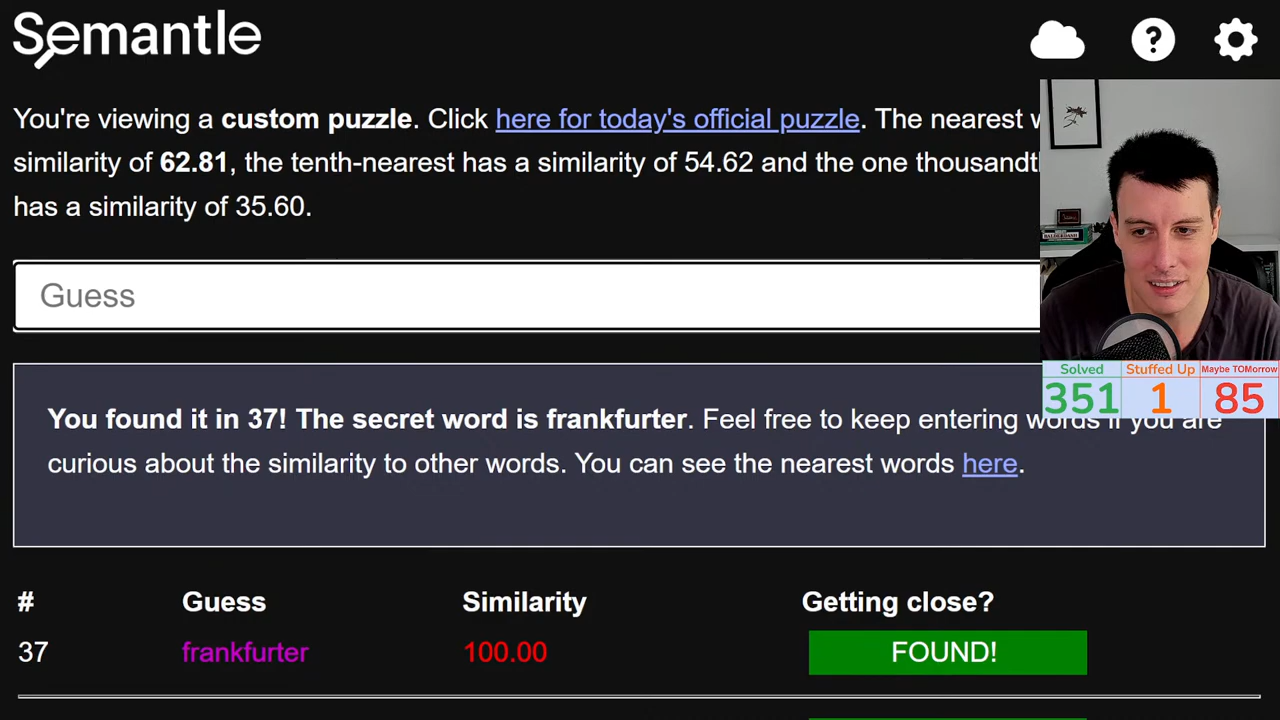 Semantle
You're viewing a custom puzzle. Click here for today's official puzzle. The nearest
similarity of 62.81, the tenth-nearest has a similarity of 54.62 and the one
has a similarity of 35.60.
Guess
Solved Stuffed Up Maybe TOMorrow
351 1 85
You found it in 37! The secret word is frankfurter. Feel free to keep entering words if you are
curious about the similarity to other words. You can see the nearest words here.
# Guess Similarity Getting close?
37 frankfurter 100.00 FOUND!